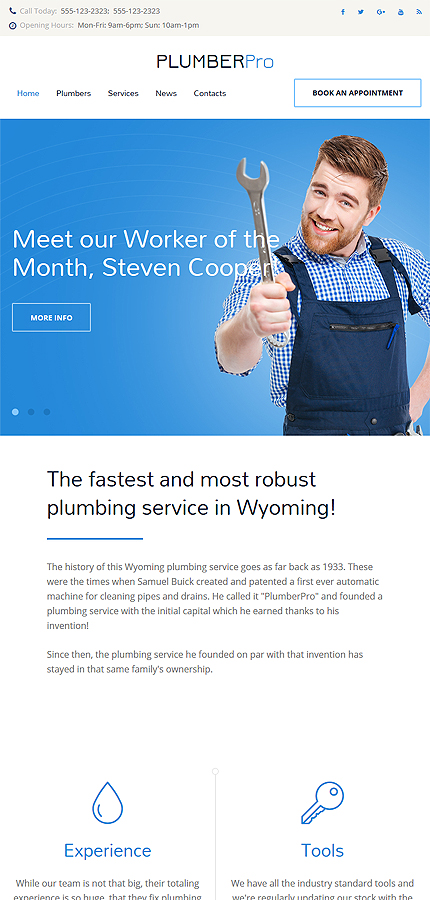 Call Today: 555-123-2323; 555-123-2323
Opening Hours: Mon-Fri: 9am-6pm; Sun: 10am-1pm
PLUMBERPro
Home Plumbers Services News Contacts
BOOK AN APPOINTMENT
Meet our Worker of the
Month, Steven Cooper
MORE INFO
The fastest and most robust
plumbing service in Wyoming!
The history of this Wyoming plumbing service goes as far back as 1933. These
were the times when Samuel Buick created and patented a first ever automatic
machine for cleaning pipes and drains. He called it "PlumberPro" and founded a
plumbing service with the initial capital which he earned thanks to his
invention!
Since then, the plumbing service he founded on par with that invention has
stayed in that same family's ownership.
Experience
While our team is not that big, their totaling
experience is so huge, that they fix plumbing
Tools
We have all the industry standard tools and
we're regularly updating our stock with the